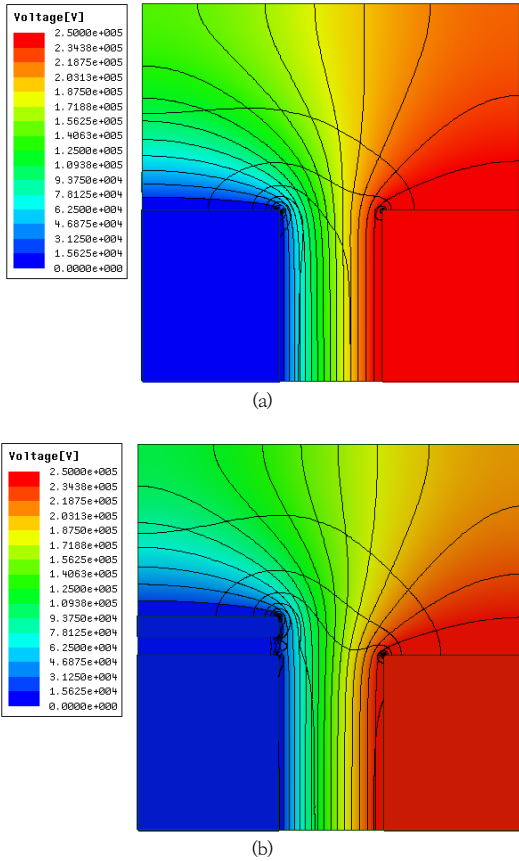 Voltage[V]
2.5000e+005
2.3438e+005
2.1875e+005
2.0313e+005
1.8750e+005
1.7188e+005
1.5625e+005
1.4063e+005
1.2500e+005
1.0938e+005
9.3750e+004
7.8125e+004
6.2500e+004
4.6875e+004
3.1250e+004
1.5625e+004
0.0000e+000
(a)
Voltage[V]
2.5000e+005
2.3438e+005
2.1875e+005
2.0313e+005
1.8750e+005
1.7188e+005
1.5625e+005
1.4063e+005
1.2500e+005
1.0938e+005
9.3750e+004
7.8125e+004
6.2500e+004
4.6875e+004
3.1250e+004
1.5625e+004
0.0000e+000
(b)